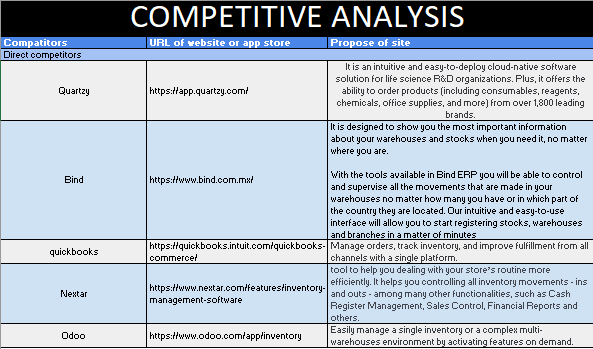 COMPETITIVE ANALYSIS
Compatitors URL of website or app store Propose of site
Direct competitors
Quartzy
https://app.quartzy.com/
It is an intuitive and easy-to-deploy cloud-native software
solution for life science R&D organizations. Plus, it offers the
ability to order products (including consumables, reagents,
chemicals, office supplies, and more) from over 1,800 leading
brands.
Bind
https://www.bind.com.mx/
It is designed to show you the most important information
about your warehouses and stocks when you need it, no matter
where you are.
With the tools available in Bind ERP you will be able to control
and supervise all the movements that are made in your
warehouses no matter how many you have or in which part of
the country they are located. Our intuitive and easy-to-use
interface will allow you to start registering stocks, warehouses
and branches in a matter of minutes
quickbooks
https://quickbooks.intuit.com/quickbooks-
commerce/
Manage orders, track inventory, and improve fulfillment from all
channels with a single platform.
Nextar
https://www.nextar.com/features/inventory-
management-software
tool to help you dealing with your store's routine more
efficiently. It helps you controlling all inventory movements - ins
and outs - among many other functionalities, such as Cash
Register Management, Sales Control, Financial Reports and
others.
Odoo
https://www.odoo.com/app/inventory
Easily manage a single inventory or a complex multi-
warehouses environment by activating features on demand.